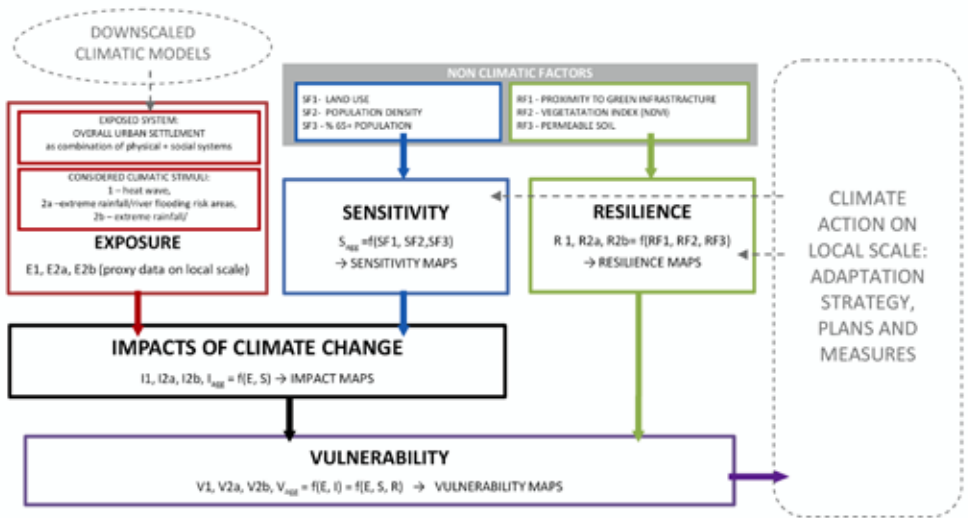 DOWNSCALED
CLIMATIC MODELS
NON CLIMATIC FACTORS
SF1- LAND USE
SF2- POPULATION DENSITY
SF3 - % 65+ POPULATION
RF1 - PROXIMITY TO GREEN INFRASTRACTURE
RF2 - VEGETATATION INDEX (NDVI)
RF3 - PERMEABLE SOIL
EXPOSED SYSTEM:
OVERALL URBAN SETTLEMENT
as combination of physical + social systems
CONSIDERED CLIMATIC STIMULI:
1 – heat wave,
2a –extreme rainfall/river flooding risk areas,
2b – extreme rainfall/
EXPOSURE
E1, E2a, E2b (proxy data on local scale)
SENSITIVITY
Sagg =f(SF1, SF2,SF3)
→ SENSITIVITY MAPS
RESILIENCE
R 1, R2a, R2b= f(RF1, RF2, RF3)
→ RESILIENCE MAPS
CLIMATE
ACTION ON
LOCAL SCALE:
ADAPTATION
STRATEGY,
PLANS AND
MEASURES
IMPACTS OF CLIMATE CHANGE
I1, I2a, I2b, Iagg = f(E, S) → IMPACT MAPS
VULNERABILITY
V1, V2a, V2b, Vagg = f(E, I) = f(E, S, R) → VULNERABILITY MAPS